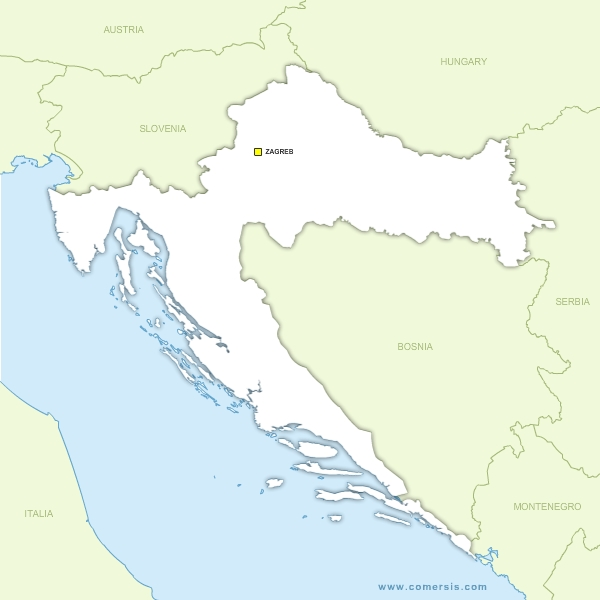 AUSTRIA
HUNGARY
SLOVENIA
ZAGREB
SERBIA
BOSNIA
MONTENEGRO
ITALIA
www.comersis.com